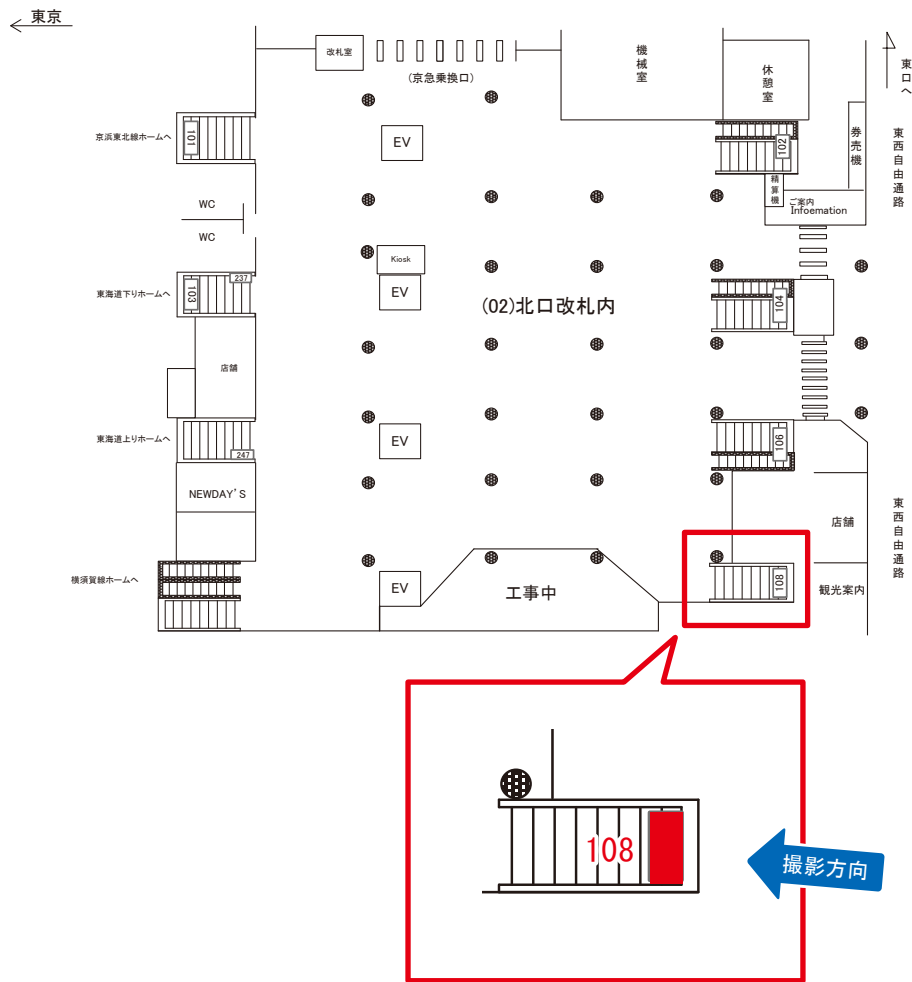 東京
改札室
(京急乗換口)
機械室
休憩室
東口へ
京浜東北線ホームへ
101
EV
102
券売機
東西自由通路
精算機
ご案内
Infoemation
WC
WC
Kiosk
東海道下りホームへ
237
103
EV
(02)北口改札内
104
店舗
東海道上りホームへ
247
EV
106
NEWDAY'S
店舗
東西自由通路
横須賀線ホームへ
EV
工事中
108
観光案内
108
撮影方向